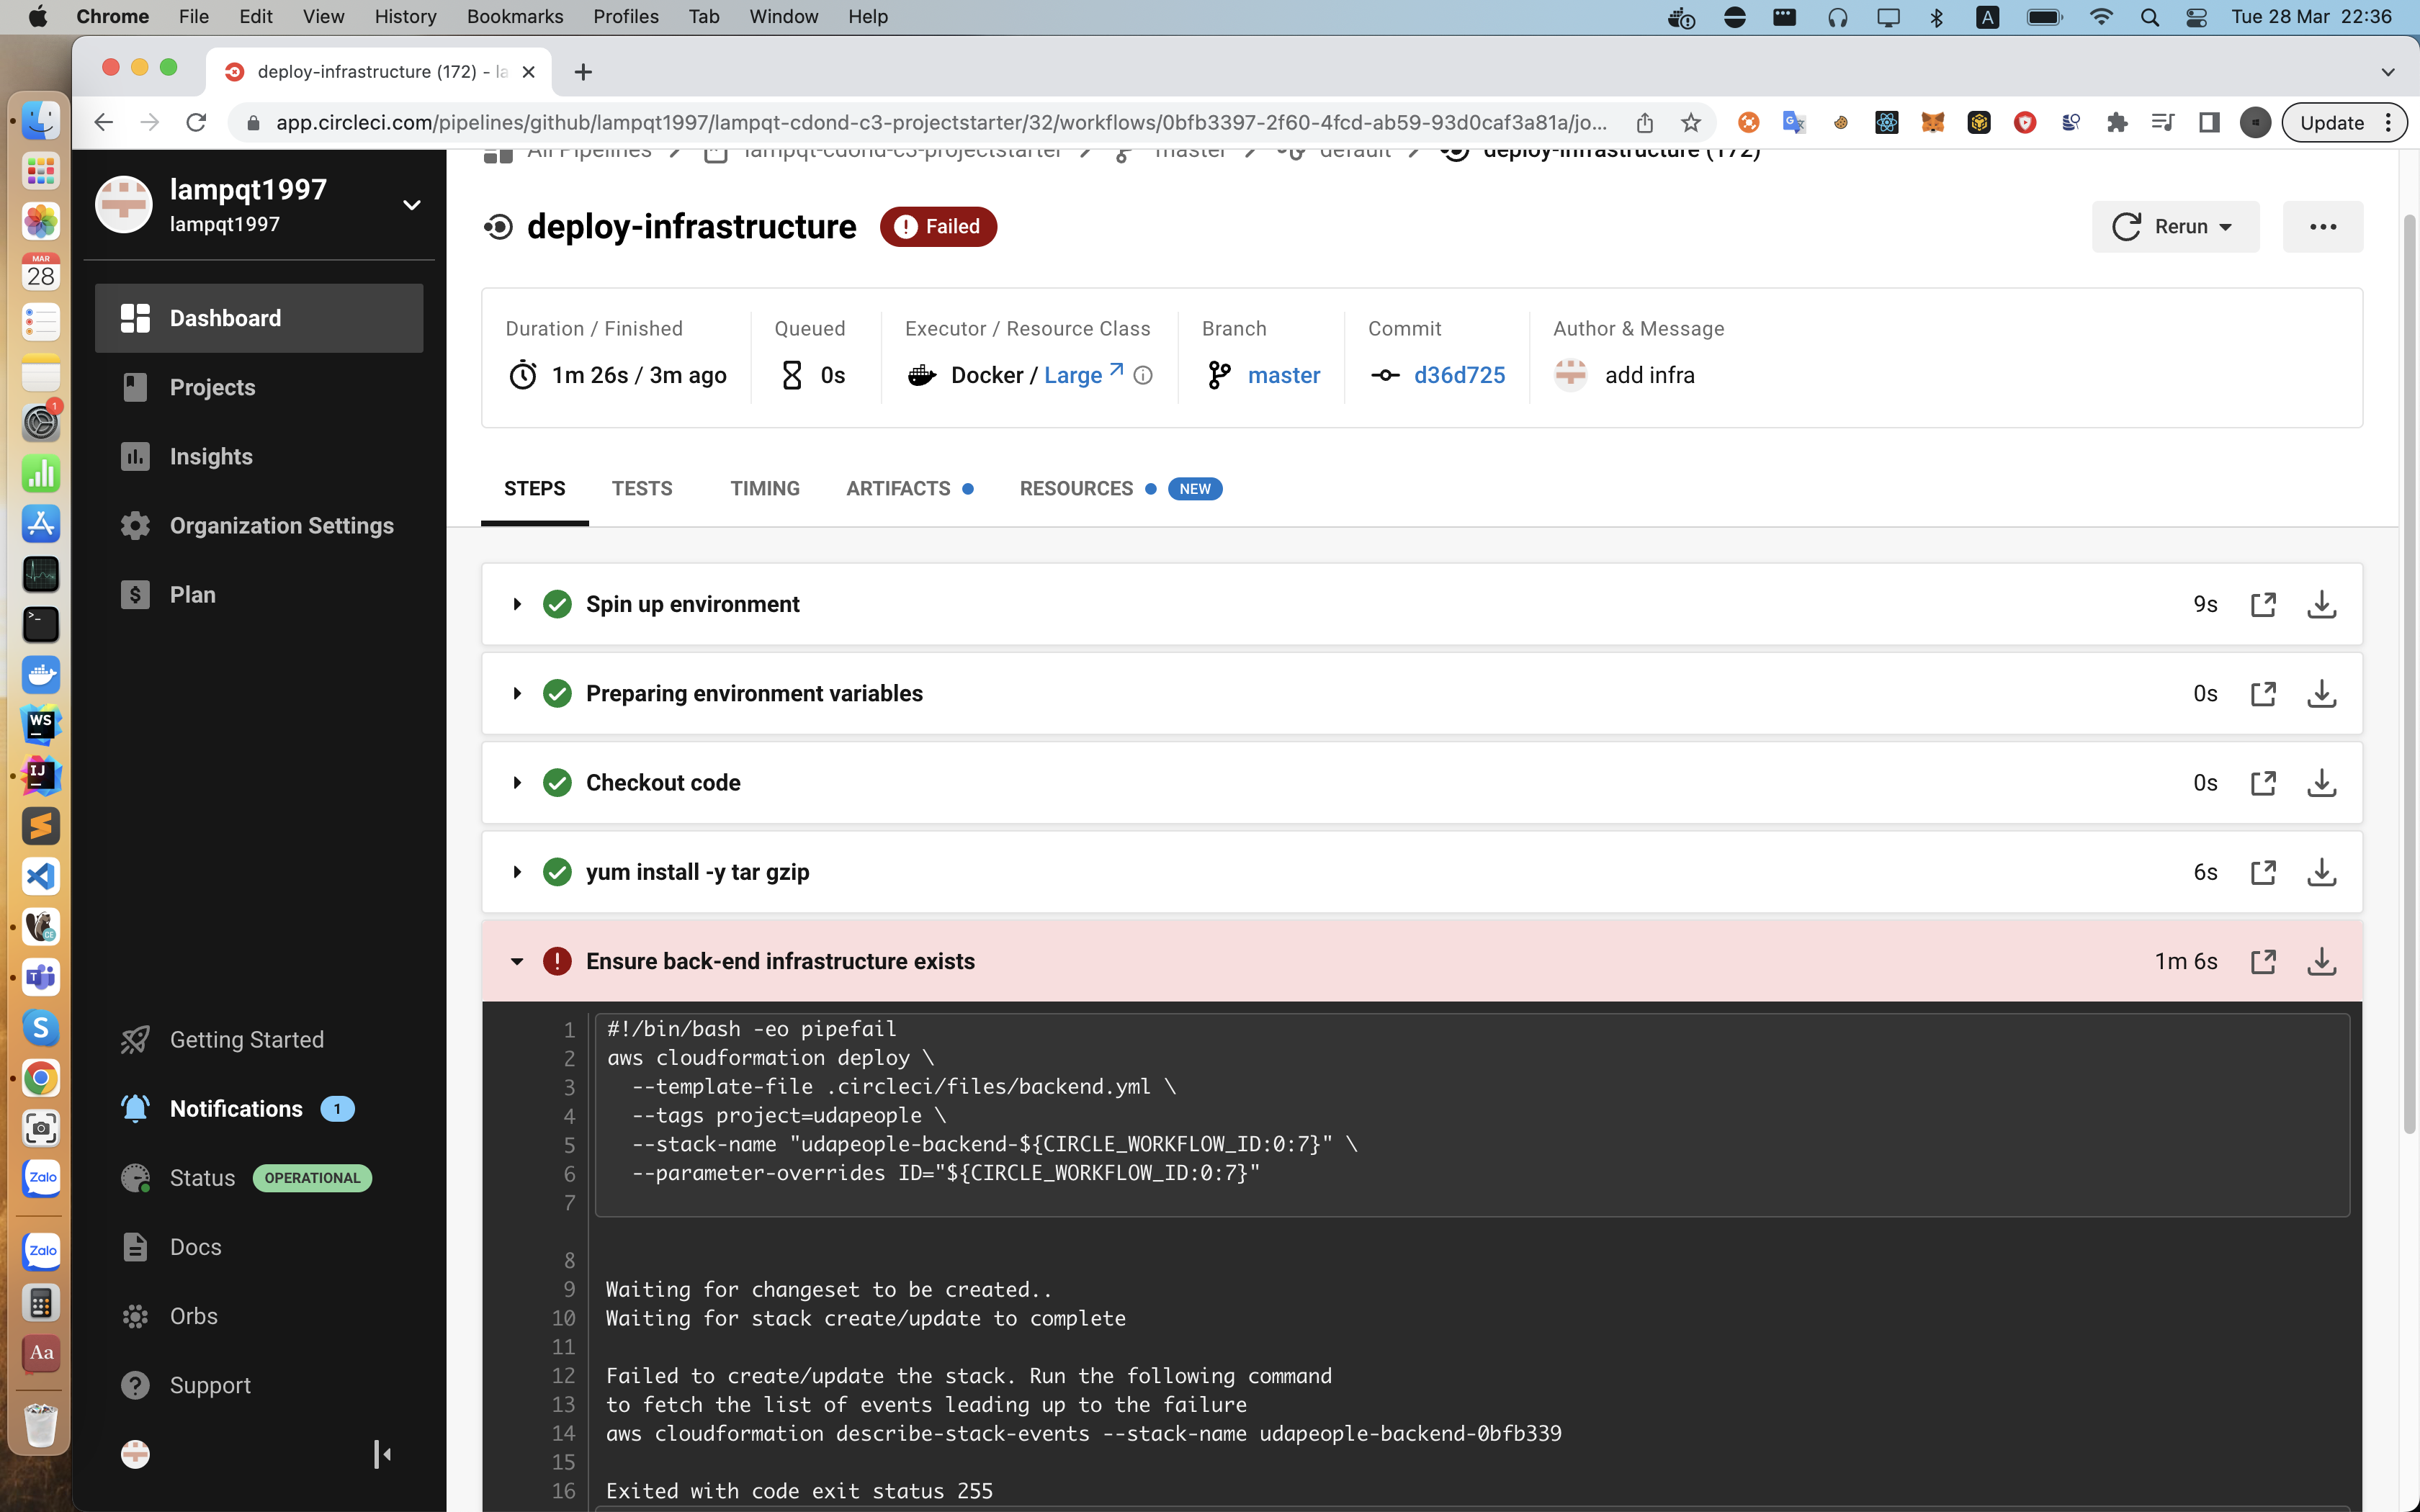 Chrome File Edit View History Bookmarks Profiles Tab Window Help
A
Tue 28 Mar 22:36
deploy-infrastructure (172) - la
app.circleci.com/pipelines/github/lampqt1997/lampqt-cdond-c3-projectstarter/32/workflows/0bfb3397-2f60-4fcd-ab59-93d0caf3a81a/jo...
Update
All Pipelines
lampqt-cdond-c3-projectstarter
master
default
deploy-infrastructure (172)
lampqt1997
lampqt1997
Dashboard
Projects
Insights
Organization Settings
Plan
Getting Started
Notifications 1
Status OPERATIONAL
Docs
Orbs
Support
deploy-infrastructure
Failed
Rerun
Duration / Finished
1m 26s / 3m ago
Queued
0s
Executor / Resource Class
Docker / Large
Branch
master
Commit
d36d725
Author & Message
add infra
STEPS TESTS TIMING ARTIFACTS RESOURCES NEW
Spin up environment 9s
Preparing environment variables 0s
Checkout code 0s
yum install -y tar gzip 6s
Ensure back-end infrastructure exists 1m 6s
1 #!/bin/bash -eo pipefail
2 aws cloudformation deploy \
3 --template-file .circleci/files/backend.yml \
4 --tags project=udapeople \
5 --stack-name "udapeople-backend-${CIRCLE_WORKFLOW_ID:0:7}" \
6 --parameter-overrides ID="${CIRCLE_WORKFLOW_ID:0:7}"
7
8
9 Waiting for changeset to be created..
10 Waiting for stack create/update to complete
11
12 Failed to create/update the stack. Run the following command
13 to fetch the list of events leading up to the failure
14 aws cloudformation describe-stack-events --stack-name udapeople-backend-0bfb339
15
16 Exited with code exit status 255
MAR
28
1
WS
IJ
CE
T
S
Zalo
Zalo
Aa